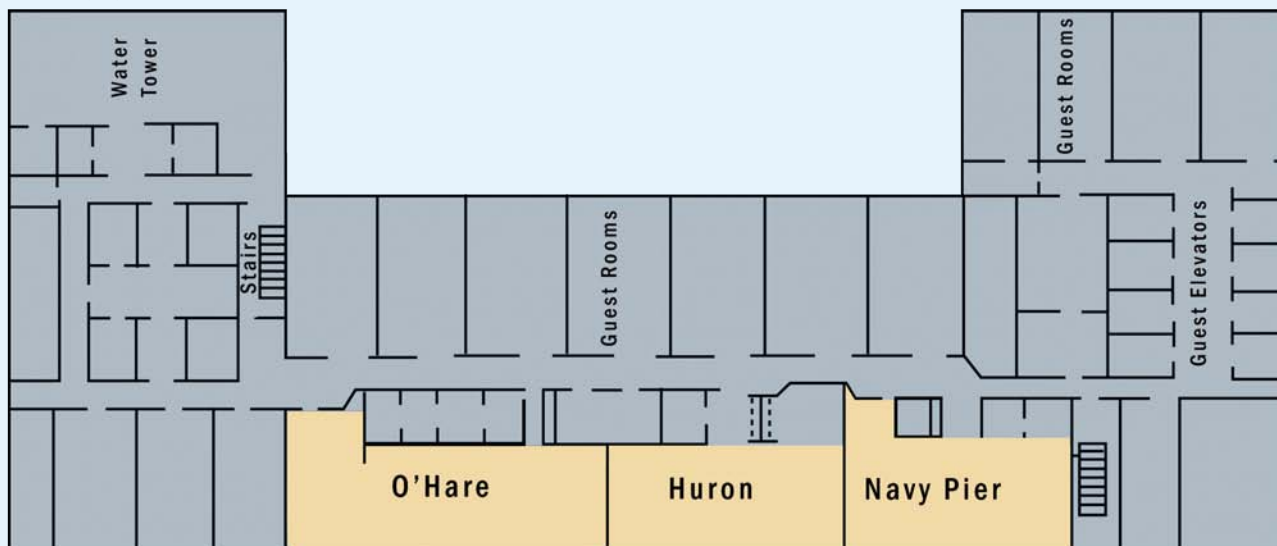 Water
Tower
Guest Rooms
Stairs
Guest Rooms
Guest Elevators
O'Hare
Huron
Navy Pier